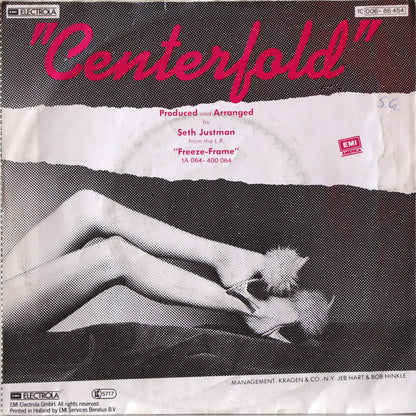 EMI ELECTROLA
1C 008-86 454
"Centerfold"
Produced and Arranged
by
Seth Justman
from the L.P.
"Freeze-Frame"
1A 064-400 064
S.G.
EMI
MANAGEMENT: KRAGEN & CO.-N.Y.-JEB HART & BOB HINKLE
EMI ELECTROLA
LC 5717
EMI Electrola GmbH. All rights reserved.
Printed in Holland by EMI Services Benelux B.V.